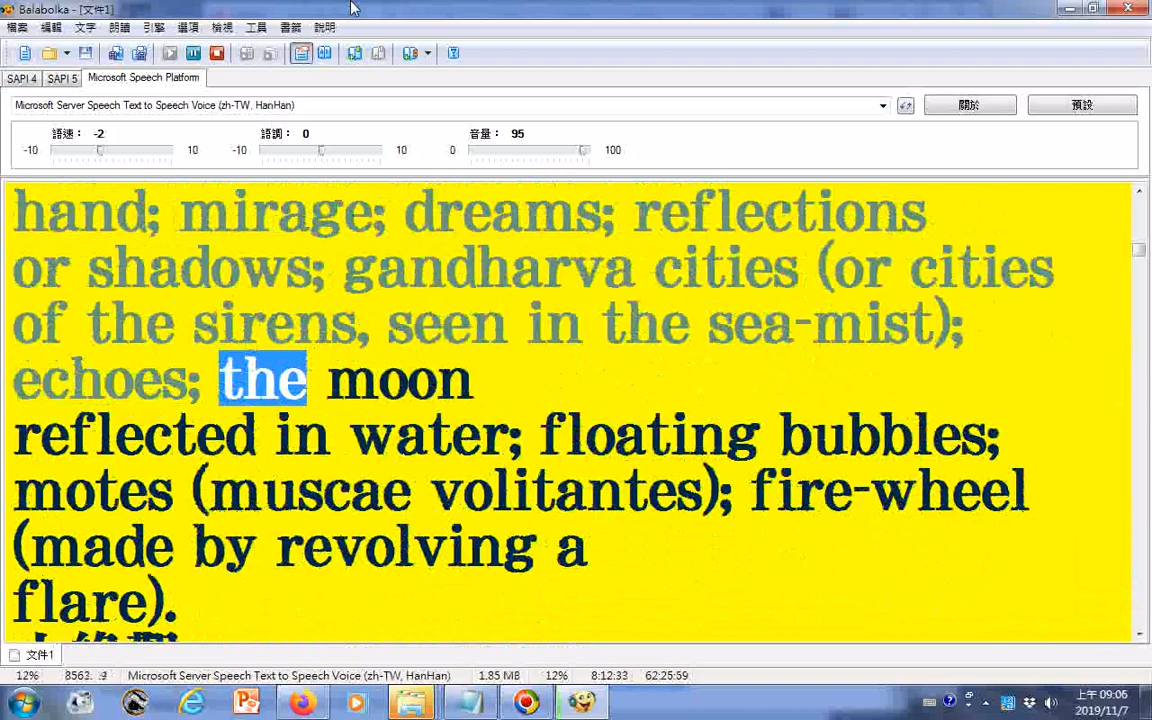 Balabolka - [文件1]
檔案 編輯 文字 朗讀 引擎 選項 檢視 工具 書籤 說明
SAPI 4 SAPI 5 Microsoft Speech Platform
Microsoft Server Speech Text to Speech Voice (zh-TW, HanHan) 關於 預設
語速： -2 語調： 0 音量： 95
-10 10 -10 10 0 100
hand; mirage; dreams; reflections
or shadows; gandharva cities (or cities
of the sirens, seen in the sea-mist);
echoes; the moon
reflected in water; floating bubbles;
motes (muscae volitantes); fire-wheel
(made by revolving a
flare).
文件1
12% Microsoft Server Speech Text to Speech Voice (zh-TW, HanHan) 1.85 MB 12% 8:12:33 62:25:59
上午 09:05
2019/11/7